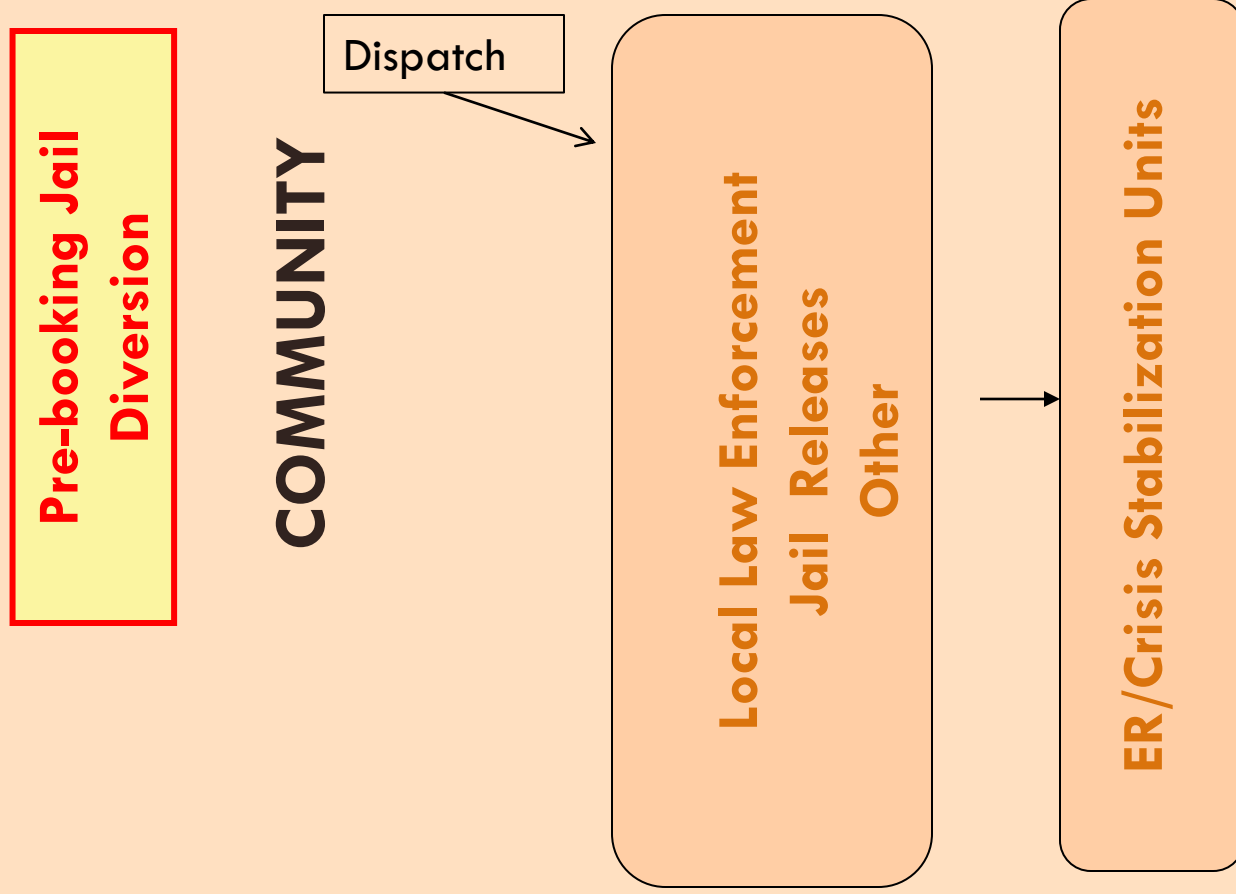 Pre-booking Jail
Diversion
COMMUNITY
Dispatch
Local Law Enforcement
Jail Releases
Other
ER/Crisis Stabilization Units